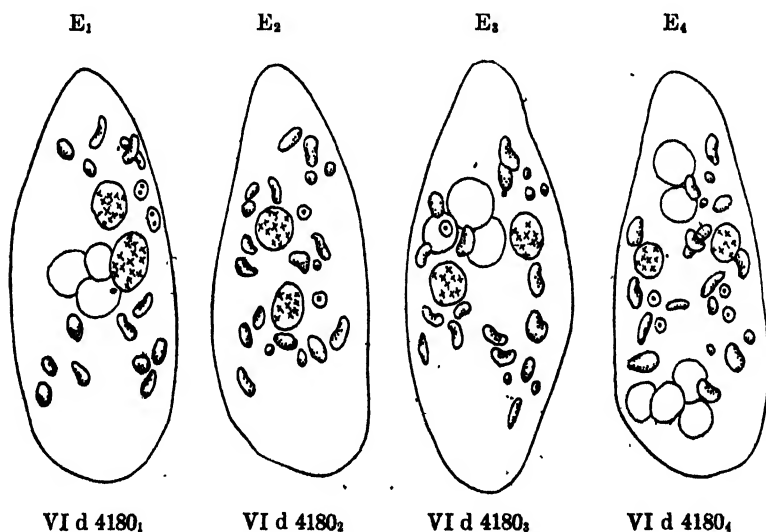 E₁ E₂ E₃ E₄
VI d 4180₁ VI d 4180₂ VI d 4180₃ VI d 4180₄